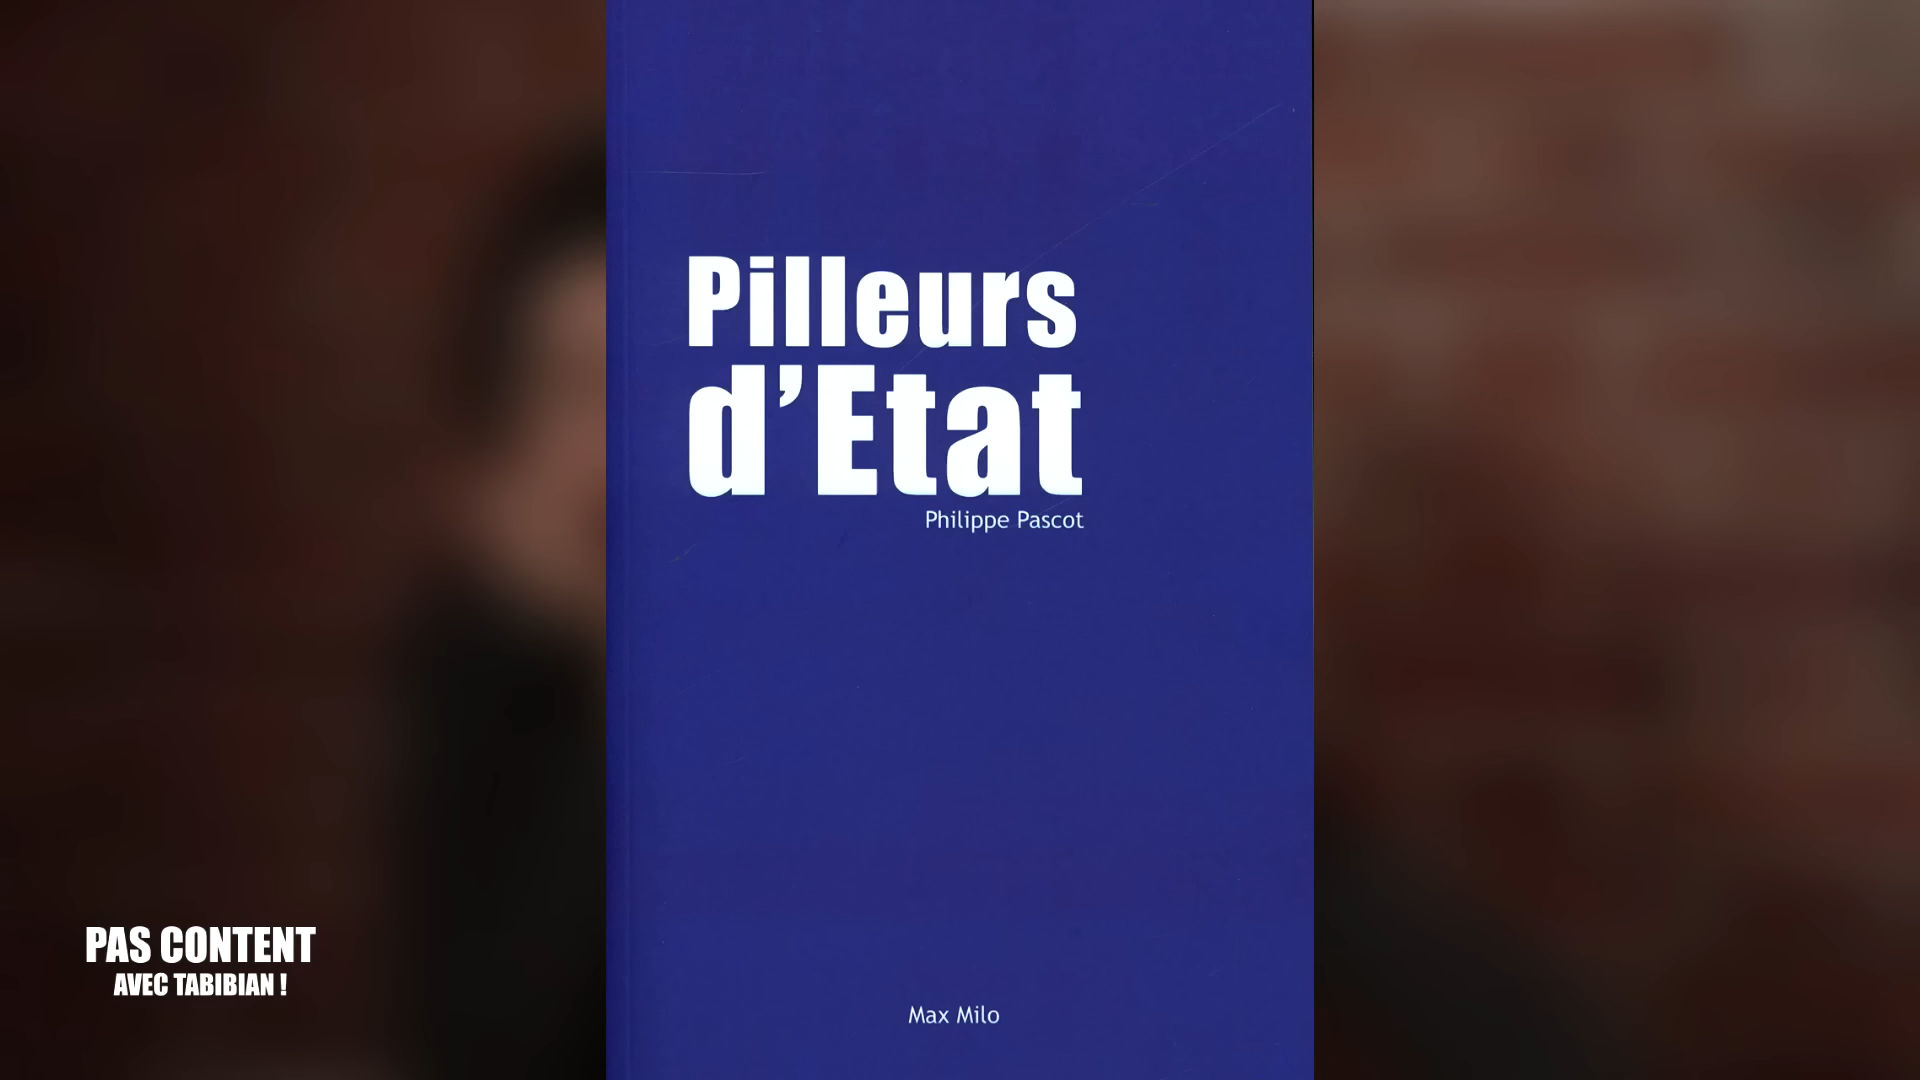 Pilleurs
d'Etat
Philippe Pascot
Max Milo
PAS CONTENT
AVEC TABIBIAN !